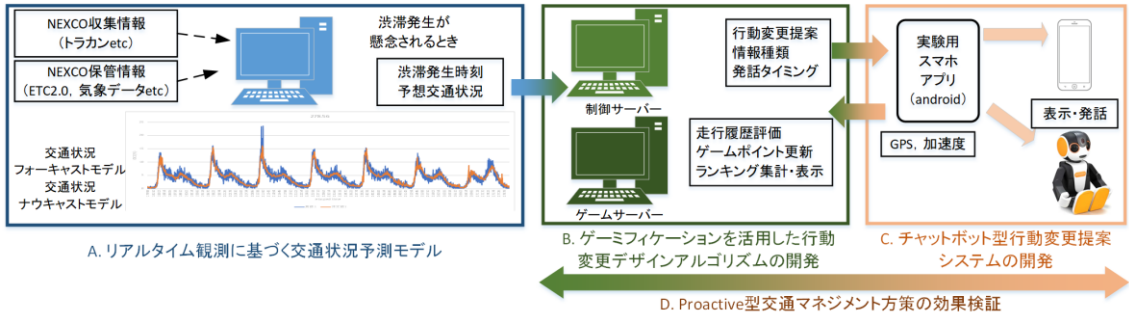 NEXCO収集情報
(トラカンetc)
NEXCO保管情報
(ETC2.0，気象データetc)
渋滞発生が
懸念されるとき
渋滞発生時刻
予想交通状況
交通状況
フォーキャストモデル
交通状況
ナウキャストモデル
A. リアルタイム観測に基づく交通状況予測モデル
制御サーバー
ゲームサーバー
行動変更提案
情報種類
発話タイミング
走行履歴評価
ゲームポイント更新
ランキング集計・表示
B. ゲーミフィケーションを活用した行動
変更デザインアルゴリズムの開発
実験用
スマホ
アプリ
(android)
GPS，加速度
表示・発話
C. チャットボット型行動変更提案
システムの開発
D. Proactive型交通マネジメント方策の効果検証